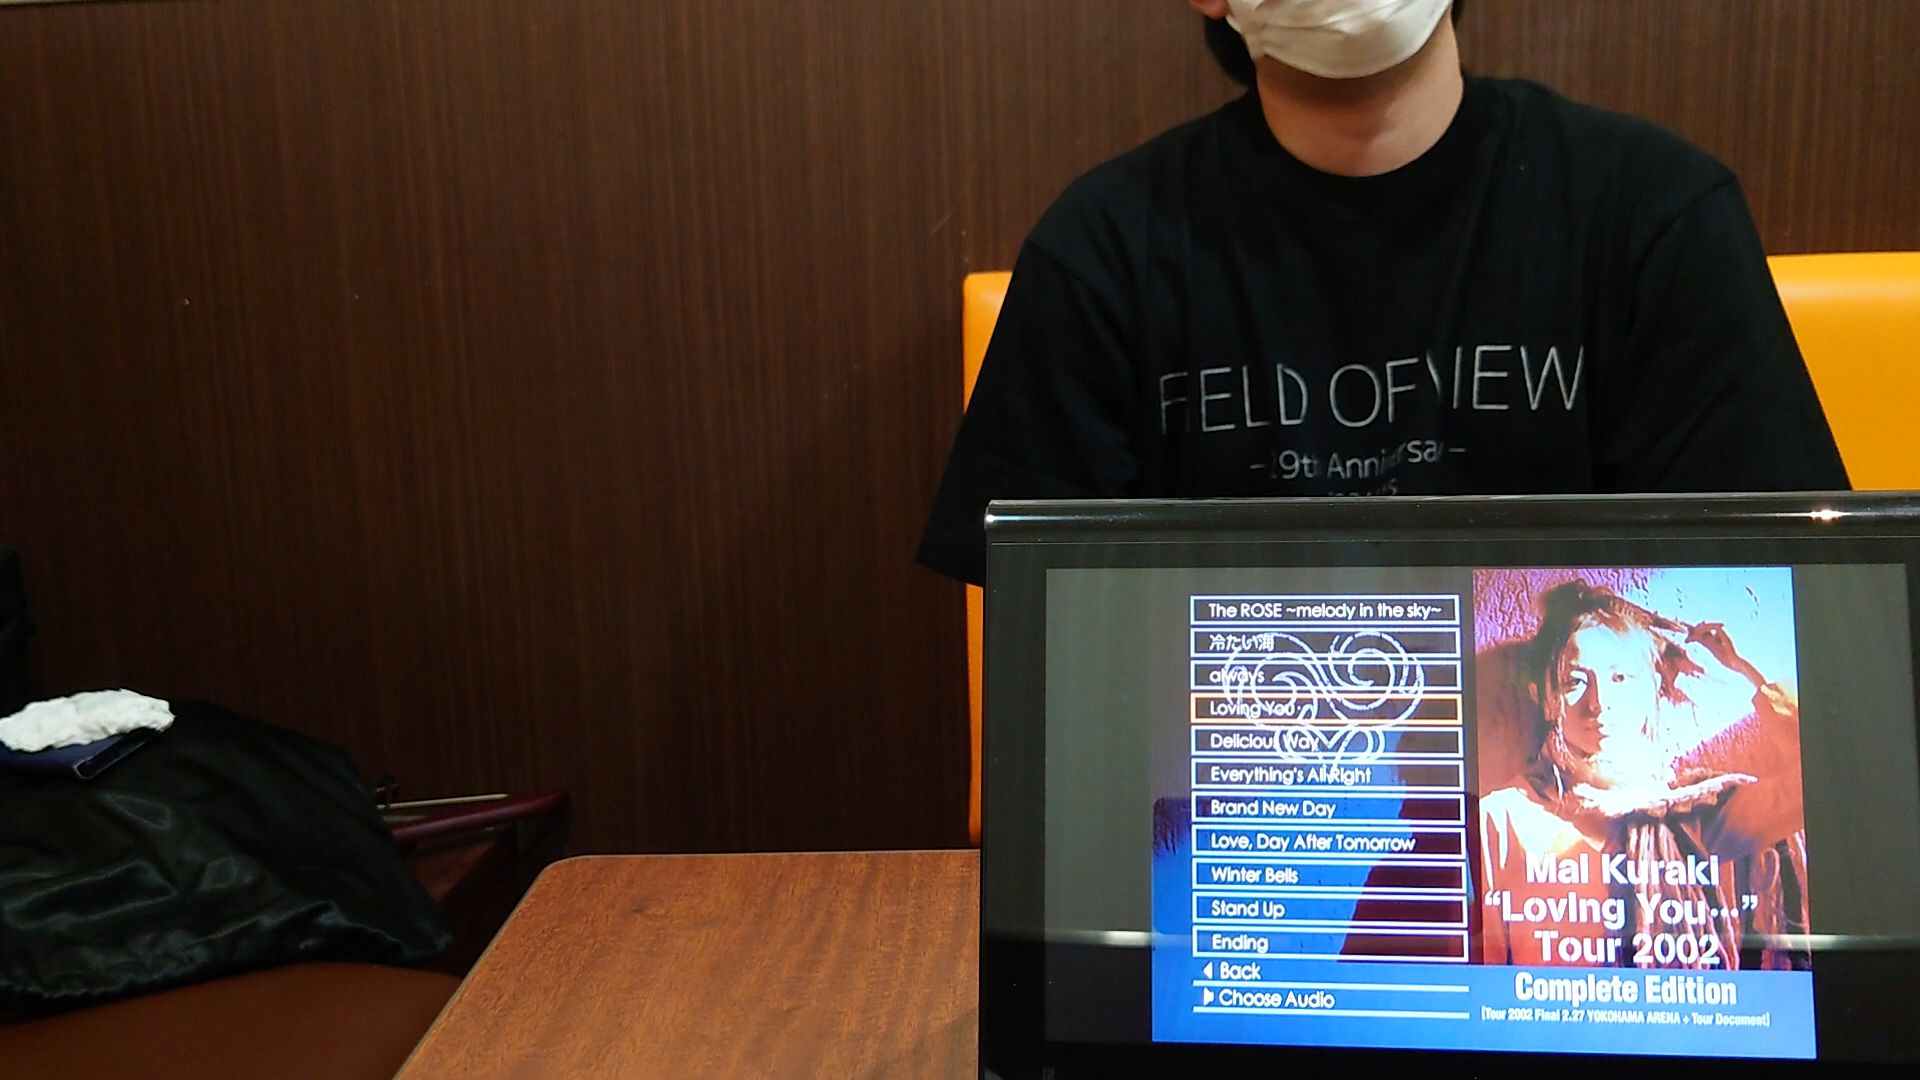 FIELD OF VIEW
The ROSE ~melody in the sky~
冷たい海
always
Loving You…
Delicious Way
Everything's All Right
Brand New Day
Love, Day After Tomorrow
Winter Bells
Stand Up
Ending
Back
Choose Audio
Mai Kuraki
“Loving You…”
Tour 2002
Complete Edition
[Tour 2002 Final 2.27 YOKOHAMA ARENA + Tour Document]